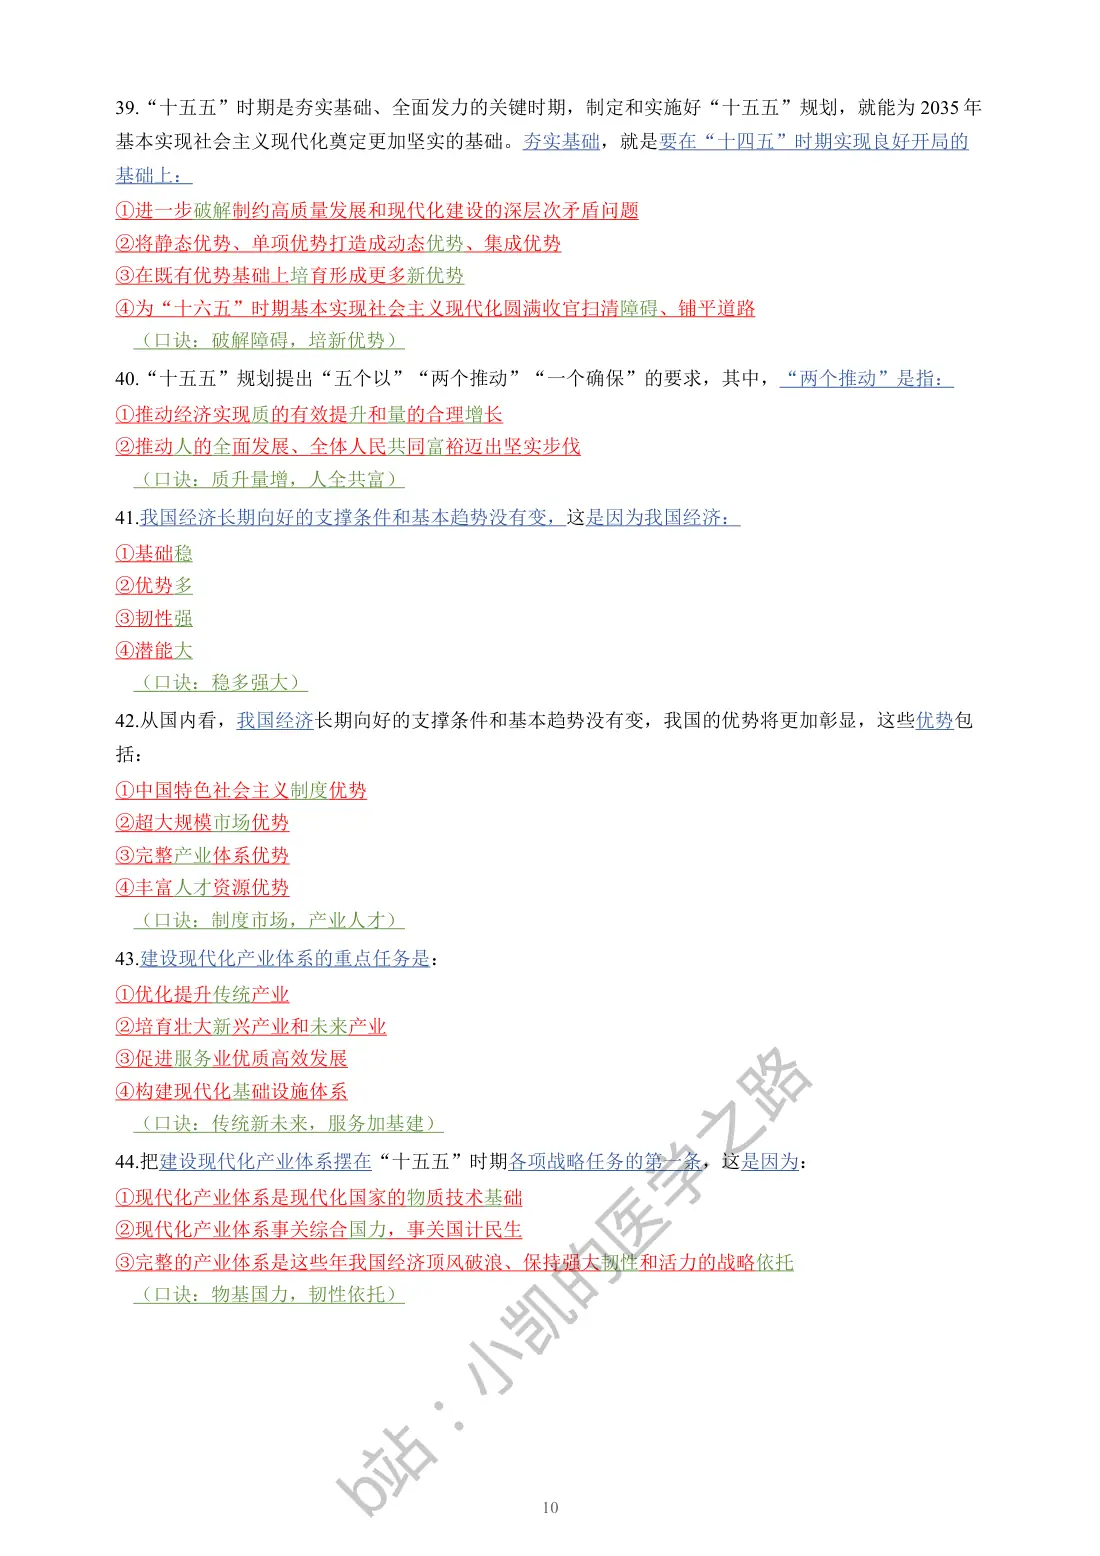 39.“十五五”时期是夯实基础、全面发力的关键时期，制定和实施好“十五五”规划，就能为 2035 年
基本实现社会主义现代化奠定更加坚实的基础。夯实基础，就是要在“十四五”时期实现良好开局的
基础上：
①进一步破解制约高质量发展和现代化建设的深层次矛盾问题
②将静态优势、单项优势打造成动态优势、集成优势
③在既有优势基础上培育形成更多新优势
④为“十六五”时期基本实现社会主义现代化圆满收官扫清障碍、铺平道路
（口诀：破解障碍，培新优势）
40.“十五五”规划提出“五个以”“两个推动”“一个确保”的要求，其中，“两个推动”是指：
①推动经济实现质的有效提升和量的合理增长
②推动人的全面发展、全体人民共同富裕迈出坚实步伐
（口诀：质升量增，人全共富）
41.我国经济长期向好的支撑条件和基本趋势没有变，这是因为我国经济：
①基础稳
②优势多
③韧性强
④潜能大
（口诀：稳多强大）
42.从国内看，我国经济长期向好的支撑条件和基本趋势没有变，我国的优势将更加彰显，这些优势包
括：
①中国特色社会主义制度优势
②超大规模市场优势
③完整产业体系优势
④丰富人才资源优势
（口诀：制度市场，产业人才）
43.建设现代化产业体系的重点任务是：
①优化提升传统产业
②培育壮大新兴产业和未来产业
③促进服务业优质高效发展
④构建现代化基础设施体系
（口诀：传统新未来，服务加基建）
44.把建设现代化产业体系摆在“十五五”时期各项战略任务的第一条，这是因为：
①现代化产业体系是现代化国家的物质技术基础
②现代化产业体系事关综合国力，事关国计民生
③完整的产业体系是这些年我国经济顶风破浪、保持强大韧性和活力的战略依托
（口诀：物基国力，韧性依托）
b站：小凯的医学之路
10